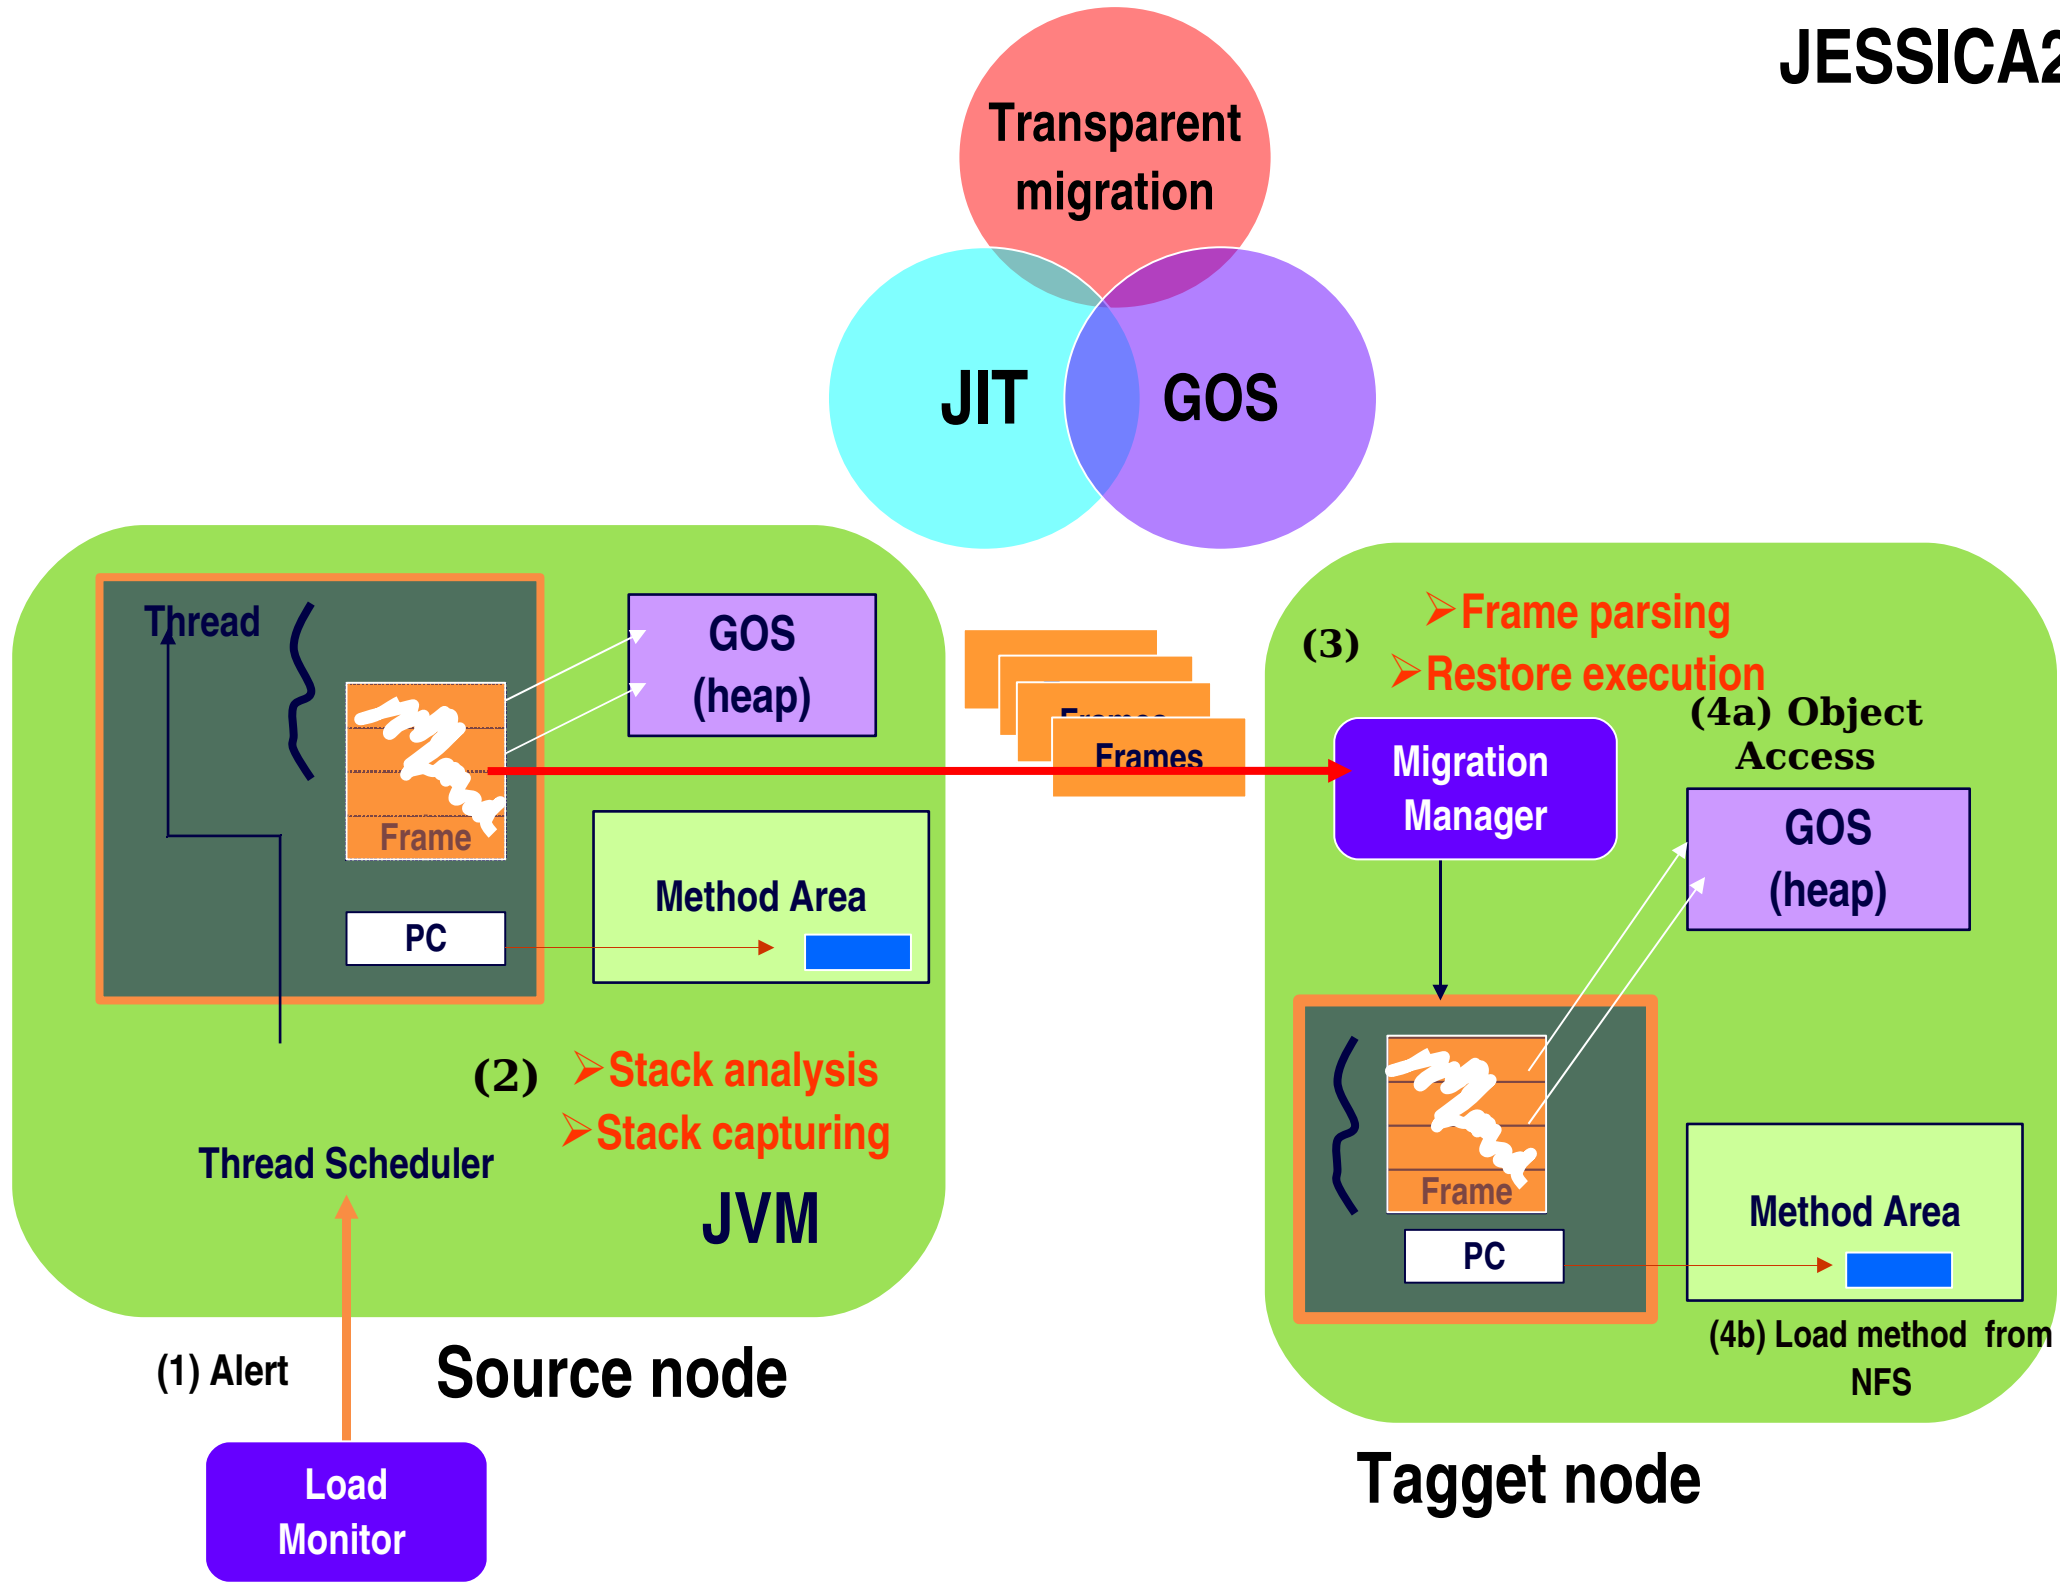 JESSICA2
Transparent
migration
JIT
GOS
Thread
Frame
PC
GOS
(heap)
Method Area
(2)
➢Stack analysis
➢Stack capturing
Thread Scheduler
JVM
(1) Alert
Source node
Load
Monitor
Frames
Frames
(3)
➢Frame parsing
➢Restore execution
(4a) Object
Access
Migration
Manager
GOS
(heap)
Frame
PC
Method Area
(4b) Load method from
NFS
Tagget node